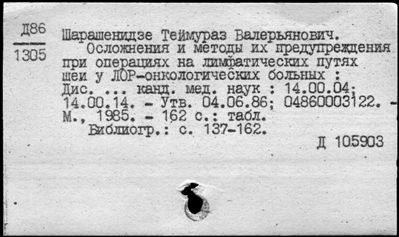 Д86
1305
Шарашенидзе Теймураз Валерьянович.
Осложнения и методы их предупреждения
при операциях на лимфатических путях
шеи у ЛОР-онкологических больных :
Дис. ... канд. мед. наук : 14.00.04;
14.00.14. - Утв. 04.06.86; 04860003122. -
М., 1985. - 162 с.: табл.
Библиогр.: с. 137-162.
Д 105903